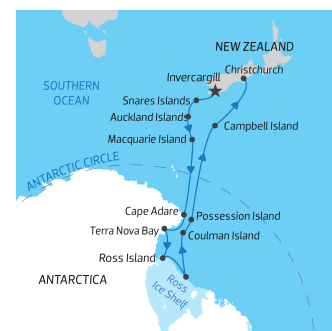 NEW ZEALAND
Christchurch
Invercargill
SOUTHERN
OCEAN
Snares Islands
Auckland Islands
Campbell Island
Macquarie Island
ANTARCTIC CIRCLE
Cape Adare
Possession Island
Terra Nova Bay
Coulman Island
Ross Island
ANTARCTICA
Ross
Ice Shelf